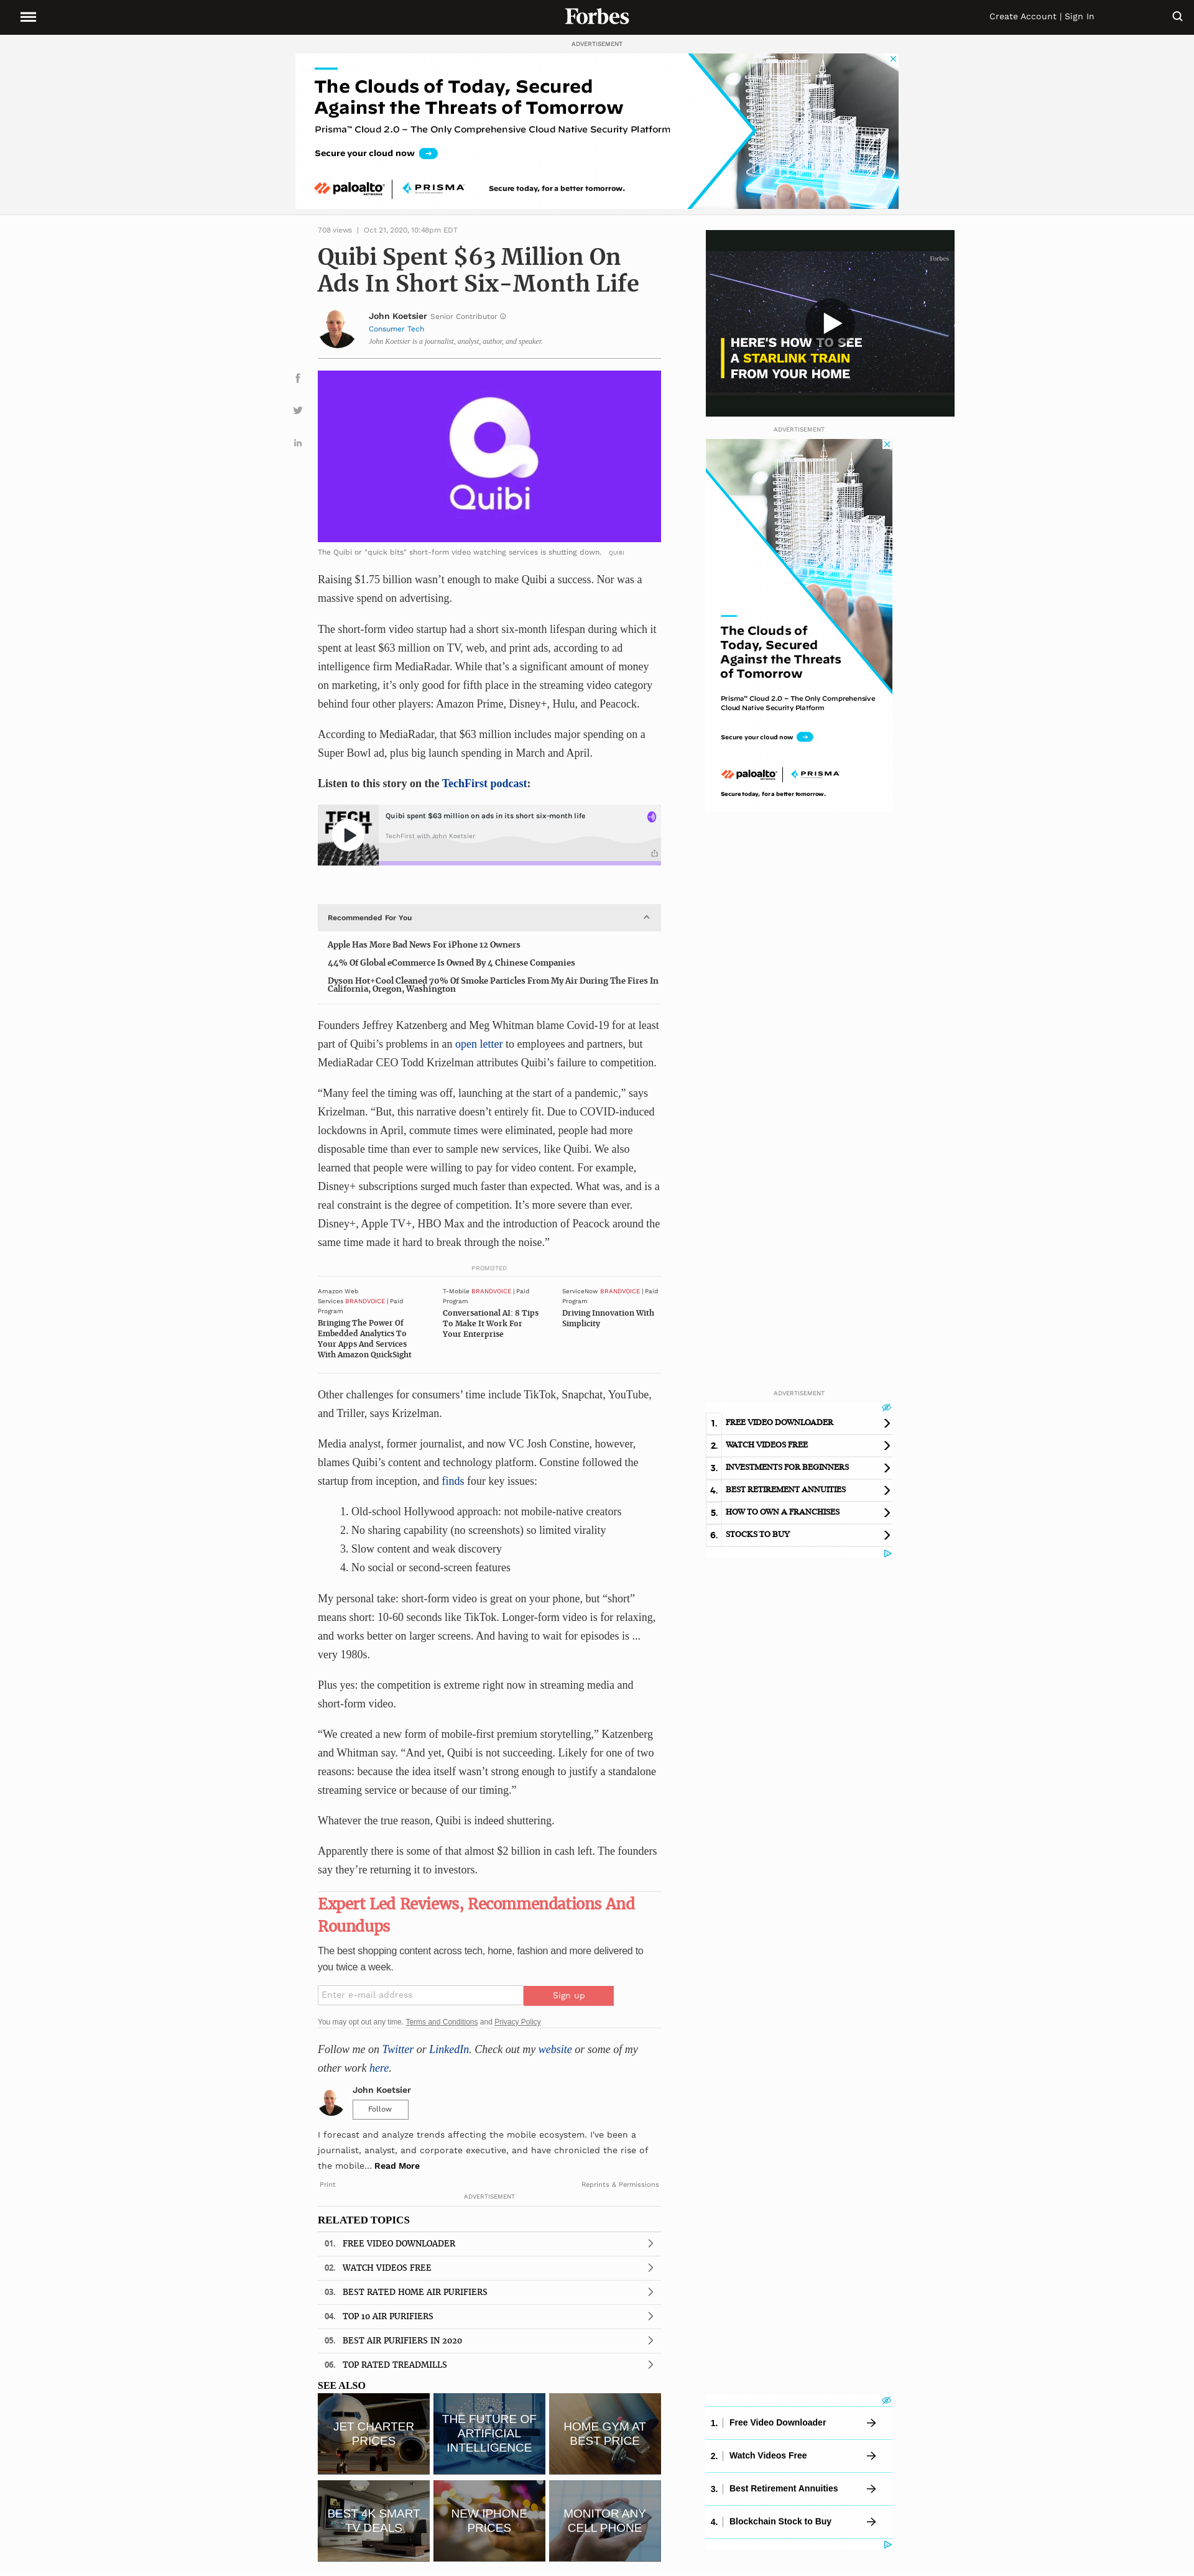 Forbes
Create Account | Sign In
ADVERTISEMENT
The Clouds of Today, Secured
Against the Threats of Tomorrow
Prisma™ Cloud 2.0 – The Only Comprehensive Cloud Native Security Platform
Secure your cloud now
paloalto NETWORKS
PRISMA
Secure today, for a better tomorrow.
708 views | Oct 21, 2020, 10:48pm EDT
Quibi Spent $63 Million On
Ads In Short Six-Month Life
John Koetsier Senior Contributor
Consumer Tech
John Koetsier is a journalist, analyst, author, and speaker.
Quibi
The Quibi or "quick bits" short-form video watching services is shutting down. QUIBI
Raising $1.75 billion wasn’t enough to make Quibi a success. Nor was a
massive spend on advertising.
The short-form video startup had a short six-month lifespan during which it
spent at least $63 million on TV, web, and print ads, according to ad
intelligence firm MediaRadar. While that’s a significant amount of money
on marketing, it’s only good for fifth place in the streaming video category
behind four other players: Amazon Prime, Disney+, Hulu, and Peacock.
According to MediaRadar, that $63 million includes major spending on a
Super Bowl ad, plus big launch spending in March and April.
Listen to this story on the TechFirst podcast:
TECH
Quibi spent $63 million on ads in its short six-month life
TechFirst with John Koetsier
Recommended For You
Apple Has More Bad News For iPhone 12 Owners
44% Of Global eCommerce Is Owned By 4 Chinese Companies
Dyson Hot+Cool Cleaned 70% Of Smoke Particles From My Air During The Fires In
California, Oregon, Washington
Founders Jeffrey Katzenberg and Meg Whitman blame Covid-19 for at least
part of Quibi’s problems in an open letter to employees and partners, but
MediaRadar CEO Todd Krizelman attributes Quibi’s failure to competition.
“Many feel the timing was off, launching at the start of a pandemic,” says
Krizelman. “But, this narrative doesn’t entirely fit. Due to COVID-induced
lockdowns in April, commute times were eliminated, people had more
disposable time than ever to sample new services, like Quibi. We also
learned that people were willing to pay for video content. For example,
Disney+ subscriptions surged much faster than expected. What was, and is a
real constraint is the degree of competition. It’s more severe than ever.
Disney+, Apple TV+, HBO Max and the introduction of Peacock around the
same time made it hard to break through the noise.”
PROMOTED
Amazon Web
Services BRANDVOICE | Paid
Program
Bringing The Power Of
Embedded Analytics To
Your Apps And Services
With Amazon QuickSight
T-Mobile BRANDVOICE | Paid
Program
Conversational AI: 8 Tips
To Make It Work For
Your Enterprise
ServiceNow BRANDVOICE | Paid
Program
Driving Innovation With
Simplicity
Other challenges for consumers’ time include TikTok, Snapchat, YouTube,
and Triller, says Krizelman.
Media analyst, former journalist, and now VC Josh Constine, however,
blames Quibi’s content and technology platform. Constine followed the
startup from inception, and finds four key issues:
1. Old-school Hollywood approach: not mobile-native creators
2. No sharing capability (no screenshots) so limited virality
3. Slow content and weak discovery
4. No social or second-screen features
My personal take: short-form video is great on your phone, but “short”
means short: 10-60 seconds like TikTok. Longer-form video is for relaxing,
and works better on larger screens. And having to wait for episodes is ...
very 1980s.
Plus yes: the competition is extreme right now in streaming media and
short-form video.
“We created a new form of mobile-first premium storytelling,” Katzenberg
and Whitman say. “And yet, Quibi is not succeeding. Likely for one of two
reasons: because the idea itself wasn’t strong enough to justify a standalone
streaming service or because of our timing.”
Whatever the true reason, Quibi is indeed shuttering.
Apparently there is some of that almost $2 billion in cash left. The founders
say they’re returning it to investors.
Expert Led Reviews, Recommendations And
Roundups
The best shopping content across tech, home, fashion and more delivered to
you twice a week.
Enter e-mail address
Sign up
You may opt out any time. Terms and Conditions and Privacy Policy
Follow me on Twitter or LinkedIn. Check out my website or some of my
other work here.
John Koetsier
Follow
I forecast and analyze trends affecting the mobile ecosystem. I've been a
journalist, analyst, and corporate executive, and have chronicled the rise of
the mobile... Read More
Print
Reprints & Permissions
ADVERTISEMENT
RELATED TOPICS
01. FREE VIDEO DOWNLOADER
02. WATCH VIDEOS FREE
03. BEST RATED HOME AIR PURIFIERS
04. TOP 10 AIR PURIFIERS
05. BEST AIR PURIFIERS IN 2020
06. TOP RATED TREADMILLS
SEE ALSO
JET CHARTER
PRICES
THE FUTURE OF
ARTIFICIAL
INTELLIGENCE
HOME GYM AT
BEST PRICE
BEST 4K SMART
TV DEALS
NEW IPHONE
PRICES
MONITOR ANY
CELL PHONE
Forbes
HERE'S HOW TO SEE
A STARLINK TRAIN
FROM YOUR HOME
ADVERTISEMENT
The Clouds of
Today, Secured
Against the Threats
of Tomorrow
Prisma™ Cloud 2.0 – The Only Comprehensive
Cloud Native Security Platform
Secure your cloud now
paloalto NETWORKS
PRISMA
Secure today, for a better tomorrow.
ADVERTISEMENT
1. FREE VIDEO DOWNLOADER
2. WATCH VIDEOS FREE
3. INVESTMENTS FOR BEGINNERS
4. BEST RETIREMENT ANNUITIES
5. HOW TO OWN A FRANCHISES
6. STOCKS TO BUY
1. Free Video Downloader
2. Watch Videos Free
3. Best Retirement Annuities
4. Blockchain Stock to Buy